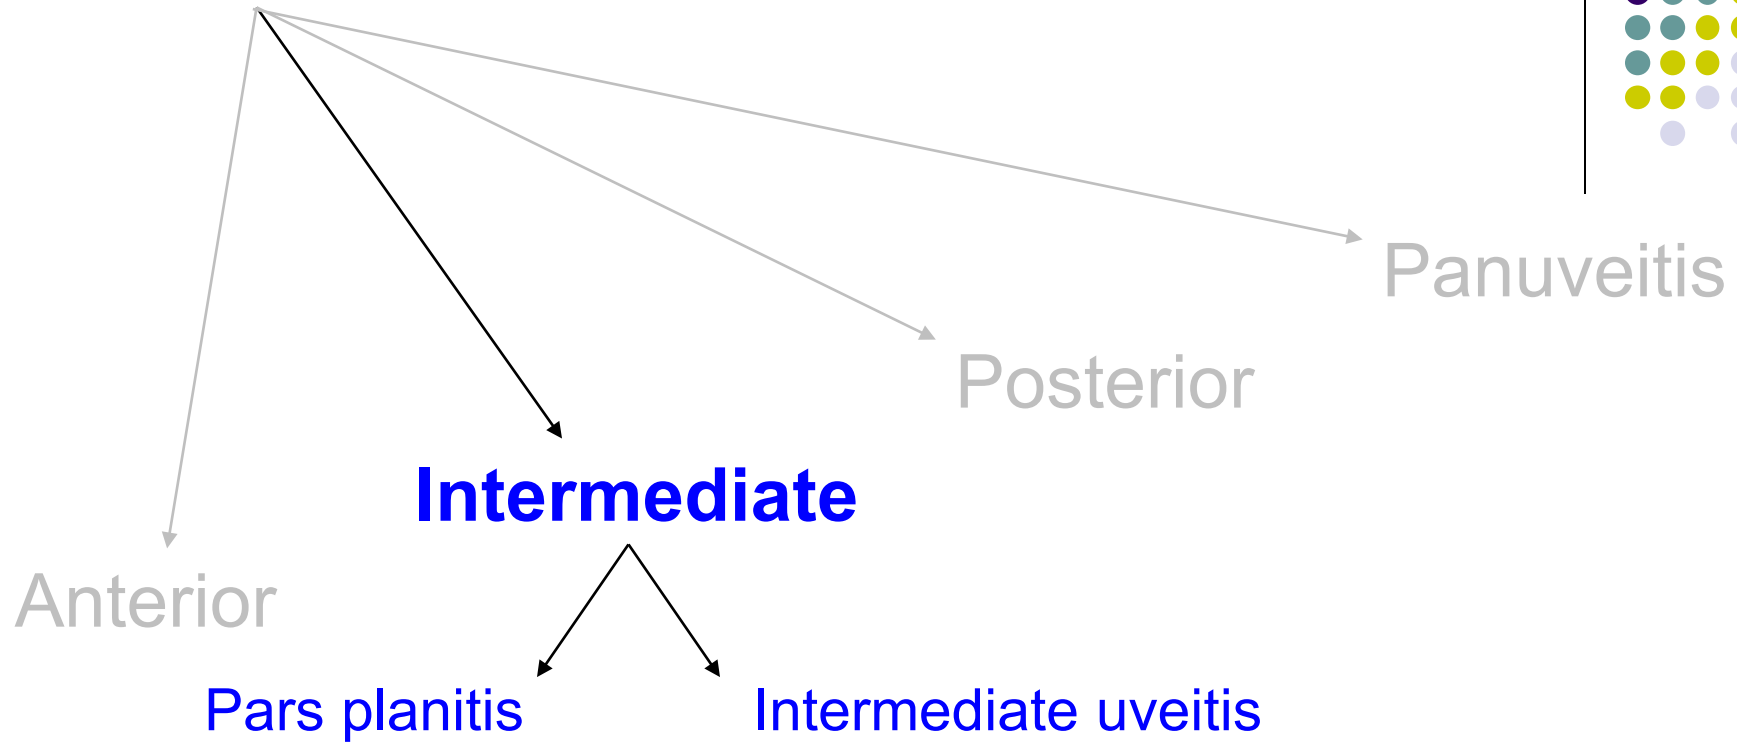 Panuveitis
Posterior
Intermediate
Anterior
Pars planitis
Intermediate uveitis